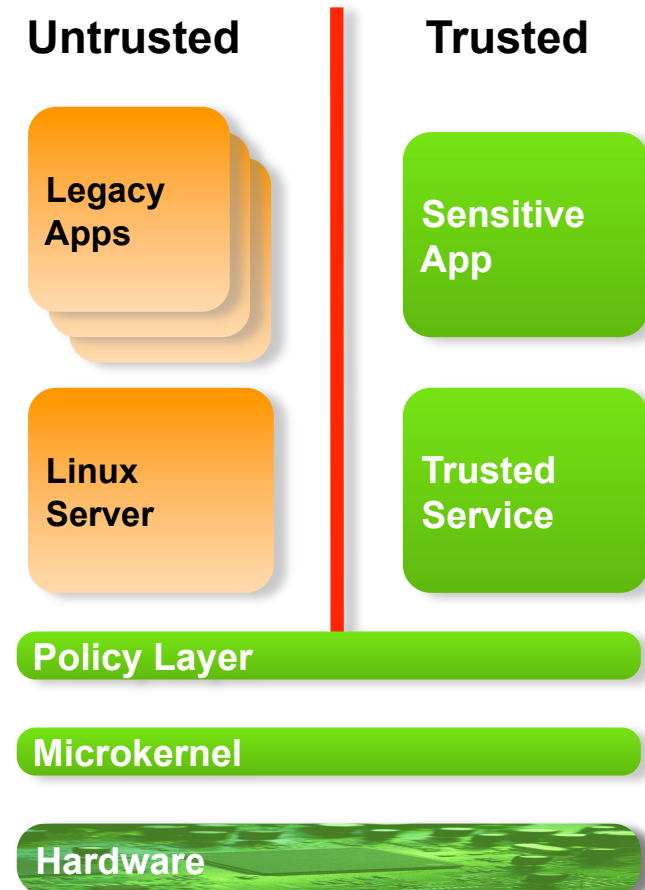 Untrusted
Trusted
Legacy
Apps
Sensitive
App
Linux
Server
Trusted
Service
Policy Layer
Microkernel
Hardware